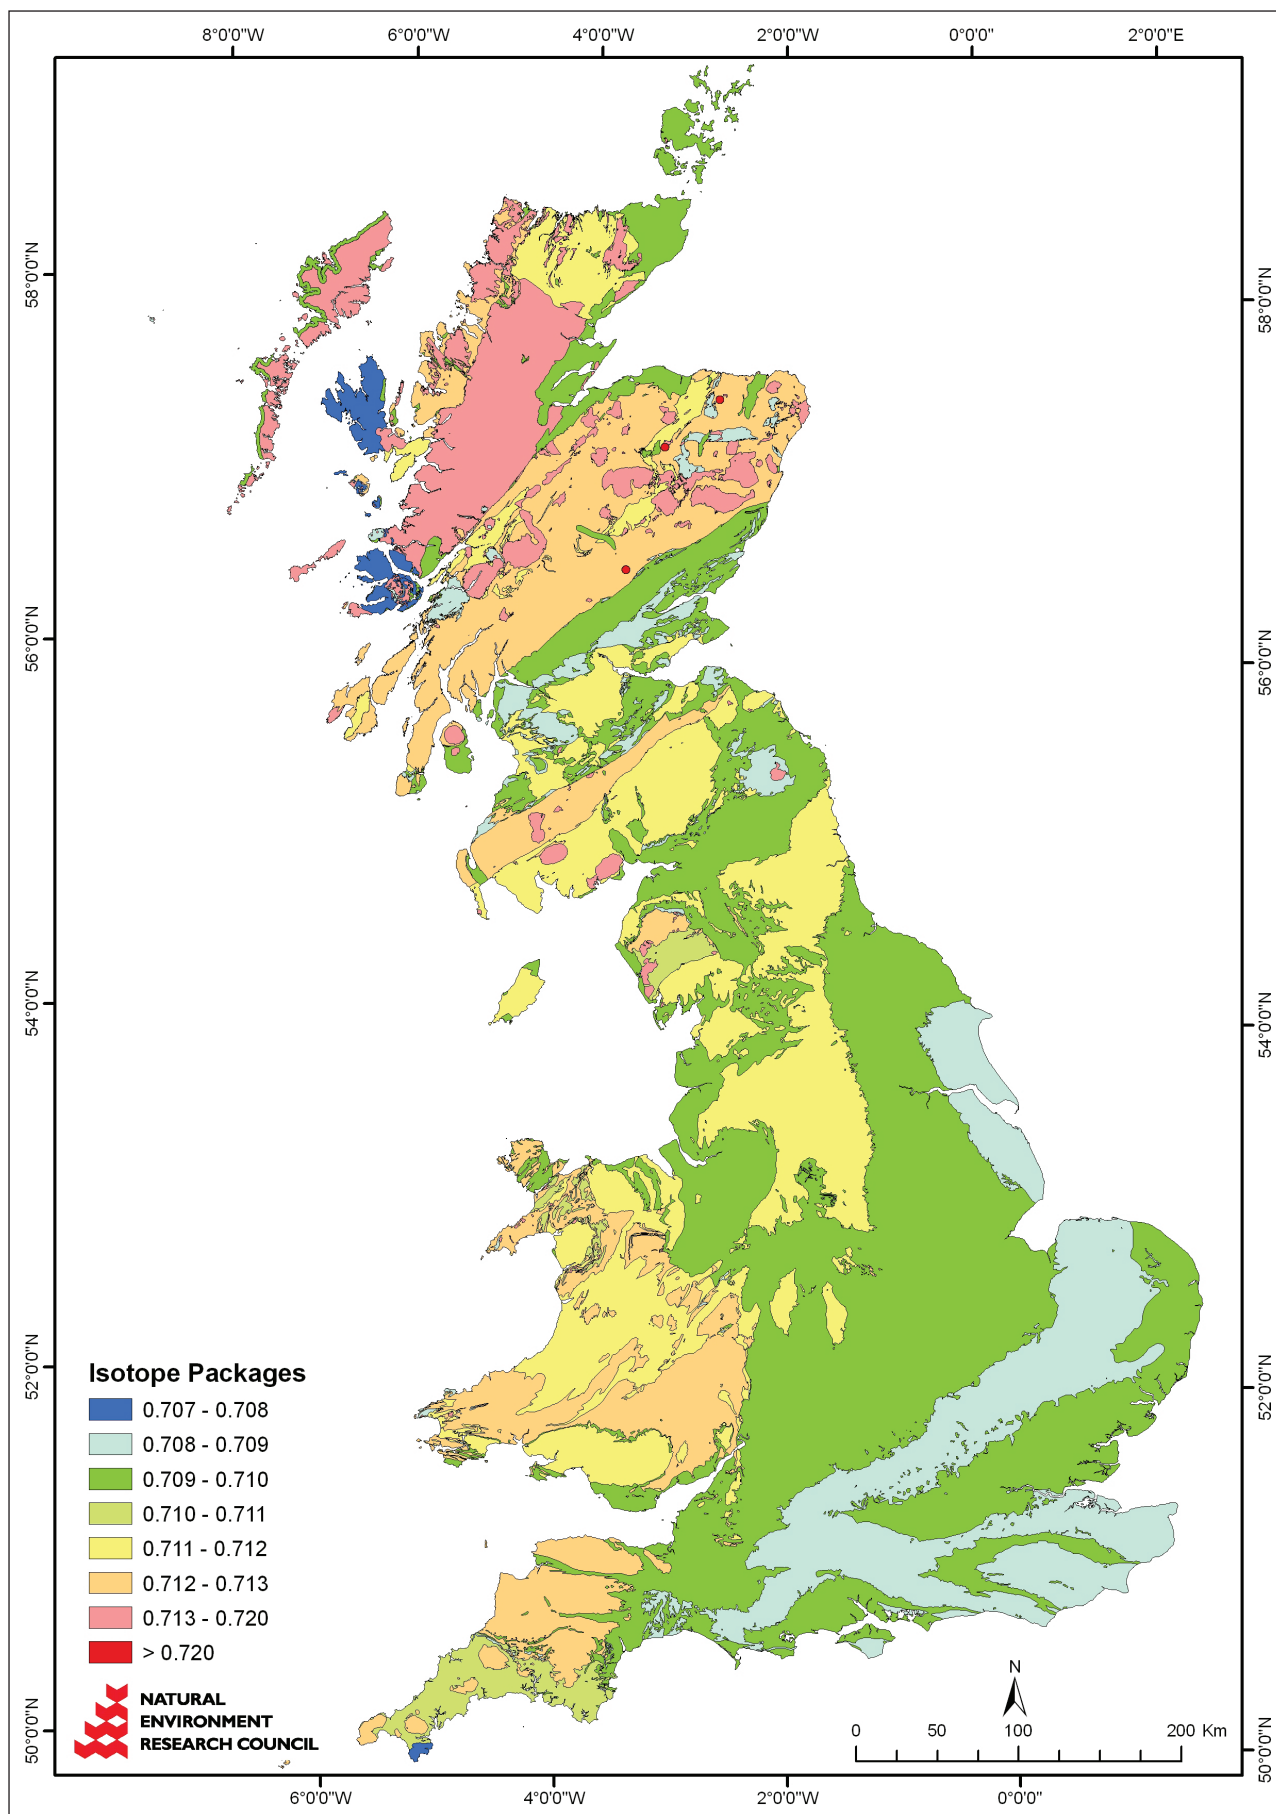 8°0'0"W 6°0'0"W 4°0'0"W 2°0'0"W 0°0'0" 2°0'0"E
58°0'0"N
58°0'0"N
56°0'0"N
56°0'0"N
54°0'0"N
54°0'0"N
52°0'0"N
52°0'0"N
Isotope Packages
0.707 - 0.708
0.708 - 0.709
0.709 - 0.710
0.710 - 0.711
0.711 - 0.712
0.712 - 0.713
0.713 - 0.720
> 0.720
NATURAL
ENVIRONMENT
RESEARCH COUNCIL
N
0 50 100 200 Km
50°0'0"N
50°0'0"N
6°0'0"W 4°0'0"W 2°0'0"W 0°0'0"